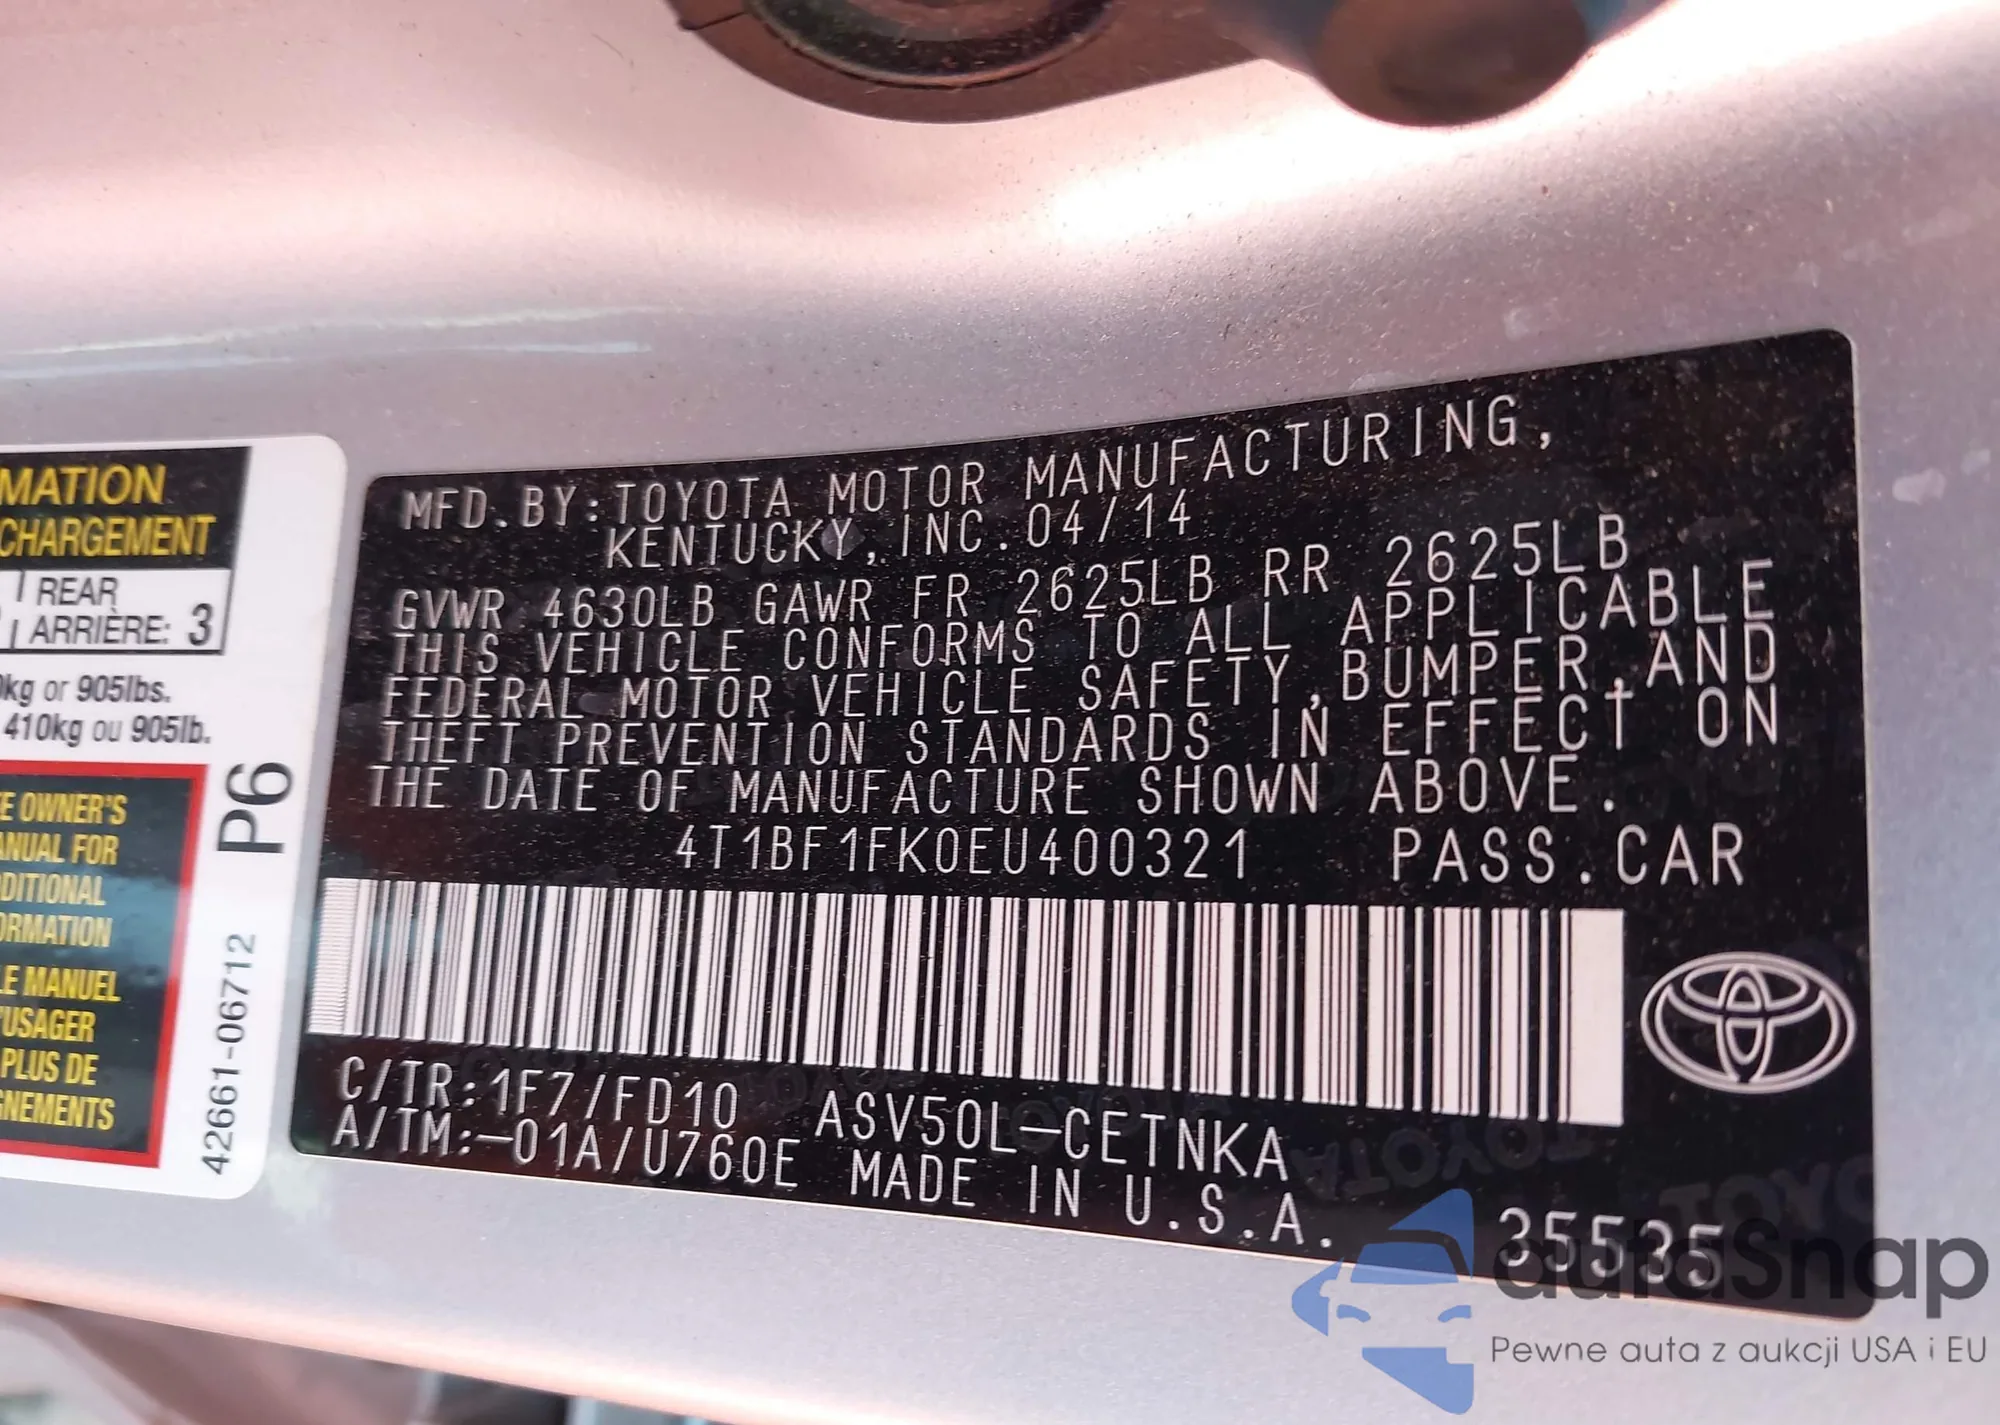 MATION
CHARGEMENT
REAR
ARRIÈRE: 3
kg or 905lbs.
410kg ou 905lb.
E OWNER'S
ANUAL FOR
DDITIONAL
ORMATION
LE MANUEL
'USAGER
PLUS DE
GNEMENTS
P6
42661-06712
MFD.BY:TOYOTA MOTOR MANUFACTURING,
KENTUCKY,INC.04/14
GVWR 4630LB GAWR FR 2625LB RR 2625LB
THIS VEHICLE CONFORMS TO ALL APPLICABLE
FEDERAL MOTOR VEHICLE SAFETY,BUMPER,AND
THEFT PREVENTION STANDARDS IN EFFECT ON
THE DATE OF MANUFACTURE SHOWN ABOVE.
4T1BF1FK0EU400321 PASS.CAR
C/TR:1F7/FD10 ASV50L-CETNKA
A/TM:-01A/U760E MADE IN U.S.A. 35535
autoSnap
Pewne auta z aukcji USA i EU